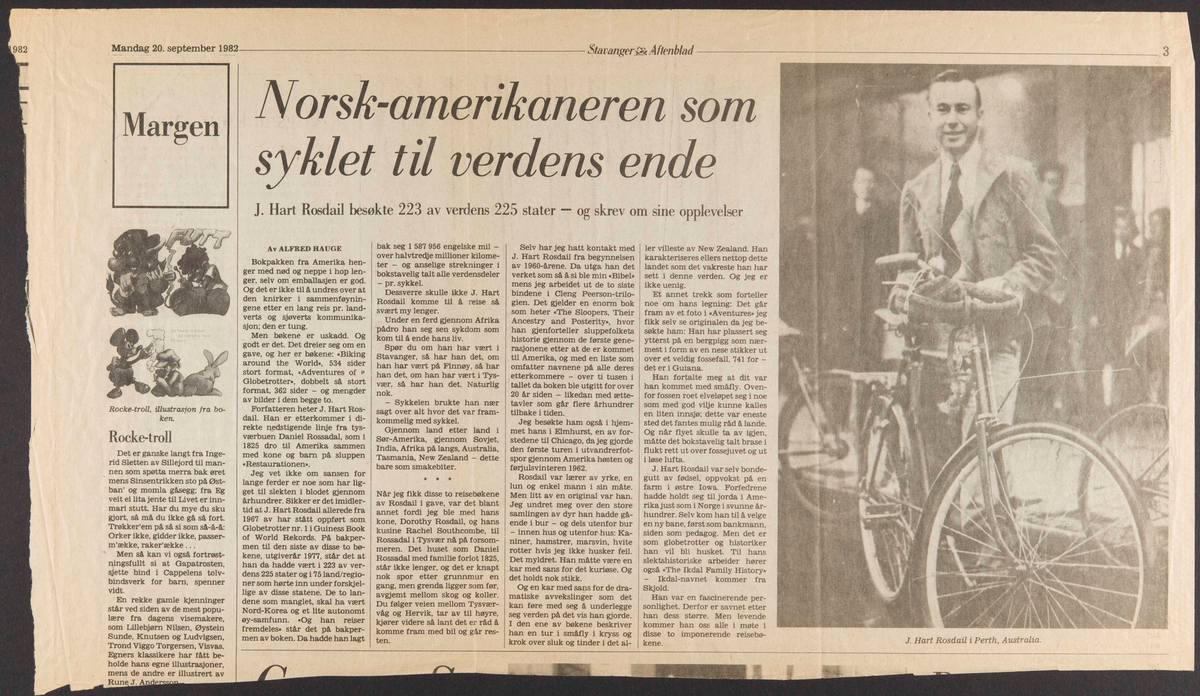 982
Mandag 20. september 1982
Stavanger Aftenblad
3
Margen
Norsk-amerikaneren som
syklet til verdens ende
J. Hart Rosdail besøkte 223 av verdens 225 stater — og skrev om sine opplevelser
FUTT
Rocke-troll, illustrasjon fra bo-
ken.
Rocke-troll
Det er ganske langt fra Inge-
rid Sletten av Sillejord til man-
nen som spøtta merra bak øret
mens Sinsentrikken sto på Øst-
ban' og momla gåsegg; fra Eg
veit ei lita jente til Livet er inn-
mari stutt. Har du mye du sku
gjort, så må du ikke gå så fort.
Trøkker'em på så si som så-å-å:
Orker ikke, gidder ikke, passer-
m'ække, raker'ække . . .
Men så kan vi også fortrøst-
ningsfullt si at Gapatrosten,
sjette bind i Cappelens tolv-
bindsverk for barn, spenner
vidt.
En rekke gamle kjenninger
står ved siden av de mest popu-
lære fra dagens visemakere,
som Lillebjørn Nilsen, Øystein
Sunde, Knutsen og Ludvigsen,
Trond Viggo Torgersen, Visvas.
Egners klassikere har fått be-
holde hans egne illustrasjoner,
mens de andre er illustrert av
Rune J. Andersson
Av ALFRED HAUGE
Bokpakken fra Amerika hen-
ger med nød og neppe i hop len-
ger, selv om emballasjen er god.
Og det er ikke til å undres over at
den knirker i sammenføynin-
gene etter en lang reis pr. land-
verts og sjøverts kommunika-
sjon; den er tung.
Men bøkene er uskadd. Og
godt er det. Det dreier seg om en
gave, og her er bøkene: «Biking
around the World», 534 sider
stort format, «Adventures of
Globetrotter», dobbelt så stort
format, 362 sider — og mengder
av bilder i dem begge to.
Forfatteren heter J. Hart Ros-
dail. Han er etterkommer i di-
rekte nedstigende linje fra tys-
værbuen Daniel Rossadal, som i
1825 dro til Amerika sammen
med kone og barn på sluppen
«Restaurationen».
Jeg vet ikke om sansen for
lange ferder er noe som har lig-
get til slekten i blodet gjennom
århundrer. Sikker er det imidler-
tid at J. Hart Rosdail allerede fra
1967 av har stått oppført som
Globetrotter nr. 1 i Guiness Book
of World Rekords. På bakper-
men til den siste av disse to bø-
kene, utgiverår 1977, står det at
han da hadde vært i 223 av ver-
dens 225 stater og i 75 land/regio-
ner som hørte inn under forskjel-
lige av disse statene. De to lan-
dene som manglet, skal ha vært
Nord-Korea og et lite autonomt
øy-samfunn. «Og han reiser
fremdeles» står det på bakper-
men av boken. Da hadde han lagt
bak seg 1 587 956 engelske mil —
over halvtredje millioner kilome-
ter — og anselige strekninger i
bokstavelig talt alle verdensdeler
— pr. sykkel.
Dessverre skulle ikke J. Hart
Rosdail komme til å reise så
svært my lenger.
Under en ferd gjennom Afrika
pådro han seg sen sykdom som
kom til å ende hans liv.
Spør du om han har vært i
Stavanger, så har han det, om
han har vært på Finnøy, så har
han det, om han har vært i Tys-
vær, så har han det. Naturlig
nok.
— Sykkelen brukte han nær
sagt over alt hvor det var fram-
kommelig med sykkel.
Gjennom land etter land i
Sør-Amerika, gjennom Sovjet,
India, Afrika på langs, Australia,
Tasmania, New Zealand — dette
bare som smakebiter.
* * *
Når jeg fikk disse to reisebøkene
av Rosdail i gave, var det blant
annet fordi jeg ble med hans
kone, Dorothy Rosdail, og hans
kusine Rachel Southcombe, til
Rossadal i Tysvær nå på forsom-
meren. Det huset som Daniel
Rossadal med familie forlot 1825,
står ikke lenger, og det er knapt
nok spor etter grunnmur en
gang, men grenda ligger som før,
avgjemt mellom skog og koller.
Du følger veien mellom Tysvær-
våg og Hervik, tar av til høyre,
kjører videre så lant det er råd å
komme fram med bil og går res-
ten.
Selv har jeg hatt kontakt med
J. Hart Rosdail fra begynnelsen
av 1960-årene. Da utga han det
verket som så å si ble min «Bibel»
mens jeg arbeidet ut de to siste
bindene i Cleng Peerson-trilo-
gien. Det gjelder en enorm bok
som heter «The Sloopers, Their
Ancestry and Posterity», hvor
han gjenforteller sluppefolkets
historie gjennom de første gene-
rasjonene etter at de er kommet
til Amerika, og med en liste som
omfatter navnene på alle deres
etterkommere — over ti tusen i
tallet da boken ble utgitt for over
20 år siden — likedan med ætte-
tavler som går flere århundrer
tilbake i tiden.
Jeg besøkte ham også i hjem-
met hans i Elmhurst, en av for-
stedene til Chicago, da jeg gjorde
den første turen i utvandrerfot-
spor gjennom Amerika høsten og
førjulsvinteren 1962.
Rosdail var lærer av yrke, en
lun og enkel mann i sin måte.
Men litt av en original var han.
Jeg undret meg over den store
samlingen av dyr han hadde gå-
ende i bur — og dels utenfor bur
— innen hus og utenfor hus: Ka-
niner, hamstrer, marsvin, hvite
rotter hvis jeg ikke husker feil.
Det myldret. Han måtte være en
kar med sans for det kuriøse. Og
det holdt nok stikk.
Og en kar med sans for de dra-
matiske avvekslinger som det
kan føre med seg å underlegge
seg verden på det vis han gjorde.
I den ene av bøkene beskriver
han en tur i småfly i kryss og
krok over sluk og tinder i det al-
ler villeste av New Zealand. Han
karakteriseres ellers nettop dette
landet som det vakreste han har
sett i denne verden. Og jeg er
ikke uenig.
Et annet trekk som forteller
noe om hans legning: Det går
fram av et foto i «Aventures» jeg
fikk selv se originalen da jeg be-
søkte ham: Han har plassert seg
ytterst på en bergpigg som nær-
mest i form av en nese stikker ut
over et veldig fossefall, 741 for —
det er i Guiana.
Han fortalte meg at dit var
han kommet med småfly. Oven-
for fossen roet elveløpet seg i noe
som med god vilje kunne kalles
en liten innsjø; dette var eneste
sted det fantes mulig råd å lande.
Og når flyet skulle ta av igjen,
måtte det bokstavelig talt brase i
flukt rett ut over fossejuvet og ut
i løse lufta.
J. Hart Rosdail var selv bonde-
gutt av fødsel, oppvokst på en
farm i østre Iowa. Forfedrene
hadde holdt seg til jorda i Ame-
rika just som i Norge i svunne år-
hundrer. Selv kom han til å velge
en ny bane, først som bankmann,
siden som pedagog. Men det er
som globetrotter og historiker
han vil bli husket. Til hans
slektahistoriske arbeider hører
også «The Ikdal Family History»
— Ikdal-navnet kommer fra
Skjold.
Han var en fascinerende per-
sonlighet. Derfor er savnet etter
han dess større. Men levende
kommer han oss alle i møte i
disse to imponerende reisebø-
kene.
J. Hart Rosdail i Perth, Australia.